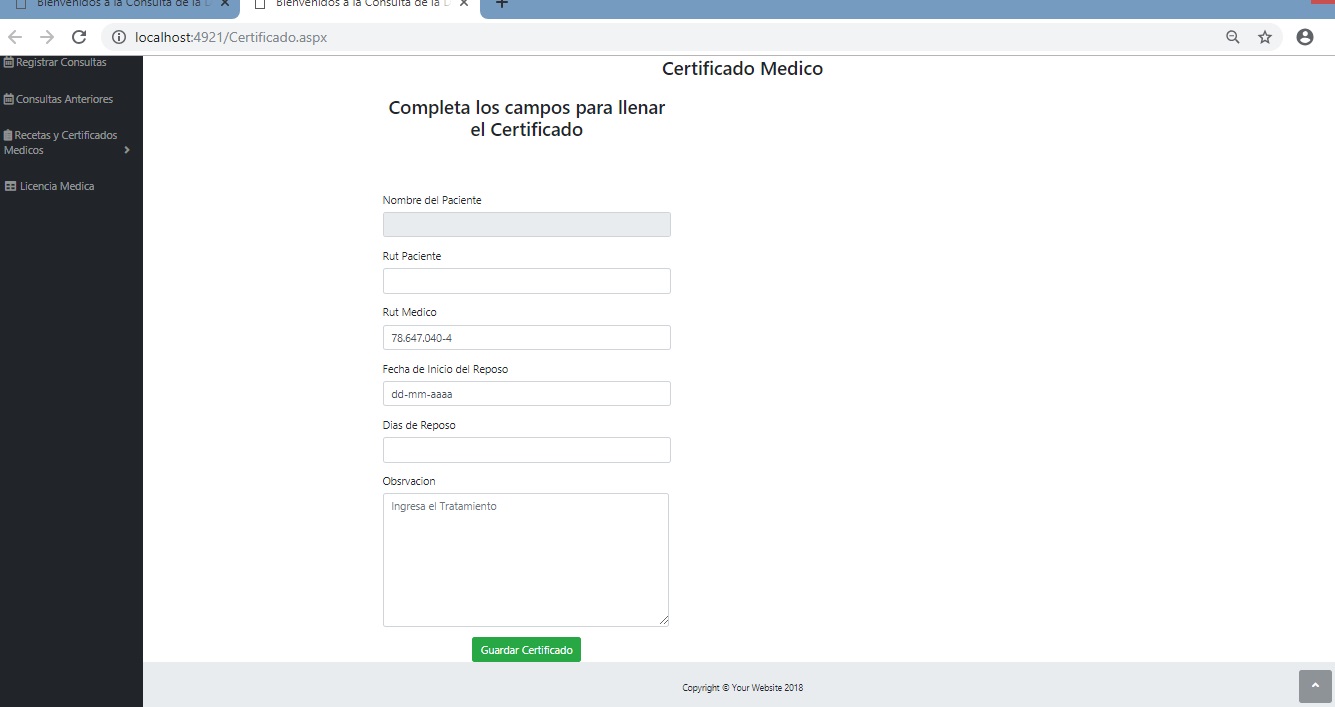 Bienvenidos a la Consulta de la D
Bienvenidos a la Consulta de la D
localhost:4921/Certificado.aspx
Registrar Consultas
Consultas Anteriores
Recetas y Certificados
Medicos
Licencia Medica
Certificado Medico
Completa los campos para llenar
el Certificado
Nombre del Paciente
Rut Paciente
Rut Medico
78.647.040-4
Fecha de Inicio del Reposo
dd-mm-aaaa
Dias de Reposo
Obsrvacion
Ingresa el Tratamiento
Guardar Certificado
Copyright © Your Website 2018